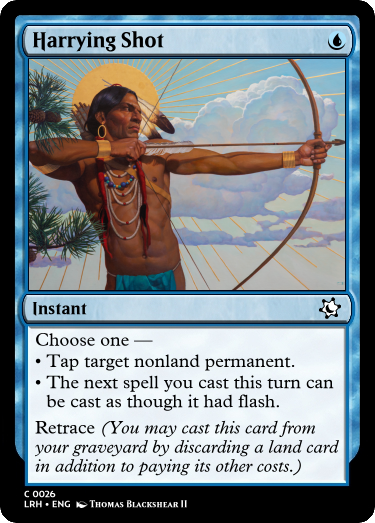 Harrying Shot
Instant
Choose one —
• Tap target nonland permanent.
• The next spell you cast this turn can
be cast as though it had flash.
Retrace (You may cast this card from
your graveyard by discarding a land card
in addition to paying its other costs.)
C 0026
LRH • ENG Thomas Blackshear II